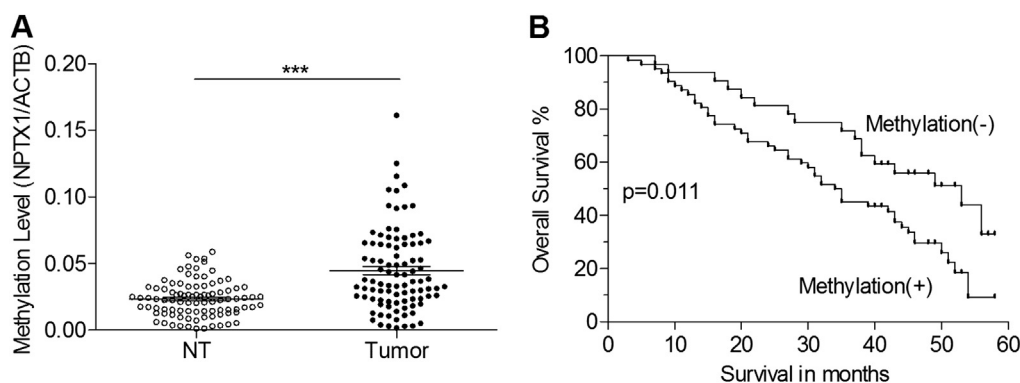 A
Methylation Level (NPTX1/ACTB)
0.20
0.15
0.10
0.05
0.00
***
NT
Tumor
B
Overall Survival %
100
80
60
40
20
0
Methylation(-)
p=0.011
Methylation(+)
0
10
20
30
40
50
60
Survival in months